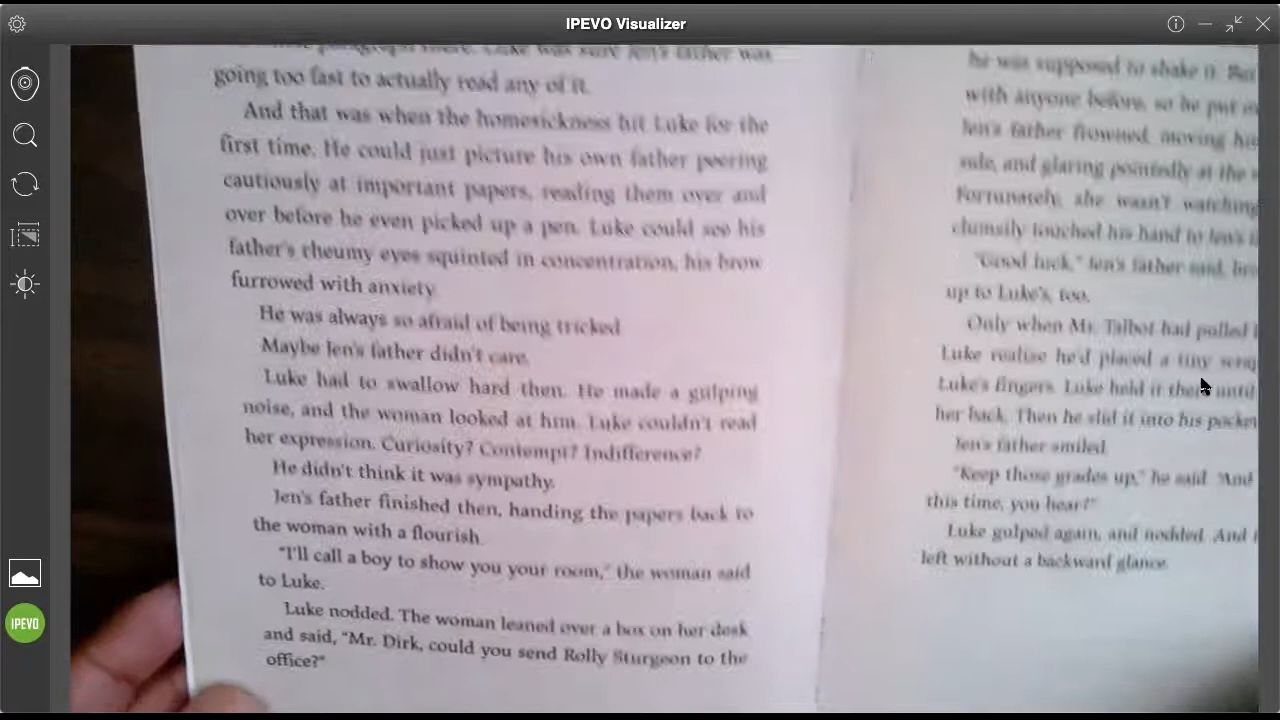 IPEVO Visualizer
paragraph there. Luke was sure Jen's father was
going too fast to actually read any of it.
And that was when the homesickness hit Luke for the
first time. He could just picture his own father peering
cautiously at important papers, reading them over and
over before he even picked up a pen. Luke could see his
father's rheumy eyes squinted in concentration, his brow
furrowed with anxiety.
He was always so afraid of being tricked.
Maybe Jen's father didn't care.
Luke had to swallow hard then. He made a gulping
noise, and the woman looked at him. Luke couldn't read
her expression. Curiosity? Contempt? Indifference?
He didn't think it was sympathy.
Jen's father finished then, handing the papers back to
the woman with a flourish.
"I'll call a boy to show you your room," the woman said
to Luke.
Luke nodded. The woman leaned over a box on her desk
and said, "Mr. Dirk, could you send Rolly Sturgeon to the
office?"
he was supposed to shake it. But
with anyone before, so he put
Jen's father frowned, moving his
side, and glaring pointedly at the
Fortunately, she wasn't watching
clumsily touched his hand to Jen's
"Good luck," Jen's father said,
up to Luke's, too.
Only when Mr. Talbot had pulled
Luke realize he'd placed a tiny
Luke's fingers. Luke held it there until
her back. Then he slid it into his pocket
Jen's father smiled.
"Keep those grades up," he said. "And
this time, you hear?"
Luke gulped again, and nodded. And
left without a backward glance.
IPEVO